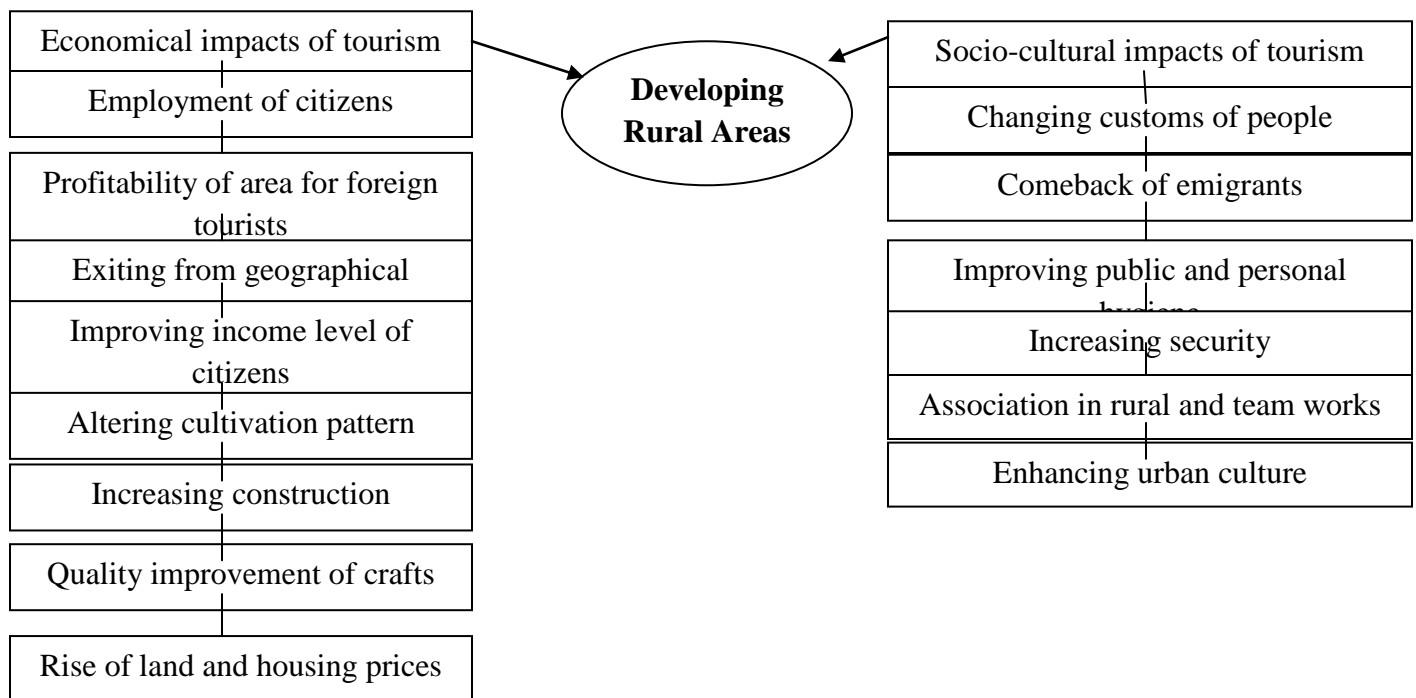 Economical impacts of tourism
Employment of citizens
Profitability of area for foreign
tourists
Exiting from geographical
Improving income level of
citizens
Altering cultivation pattern
Increasing construction
Quality improvement of crafts
Rise of land and housing prices
Developing
Rural Areas
Socio-cultural impacts of tourism
Changing customs of people
Comeback of emigrants
Improving public and personal
hygiene
Increasing security
Association in rural and team works
Enhancing urban culture